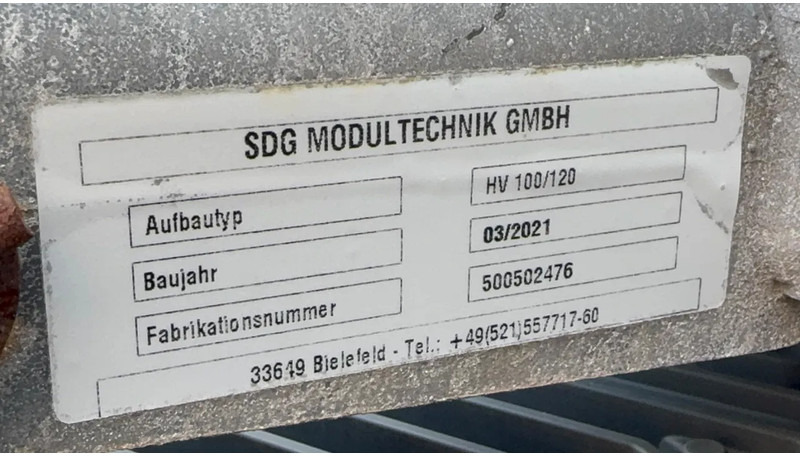 SDG MODULTECHNIK GMBH
Aufbautyp HV 100/120
Baujahr 03/2021
Fabrikationsnummer 500502476
33649 Bielefeld - Tel.: +49(521)557717-60